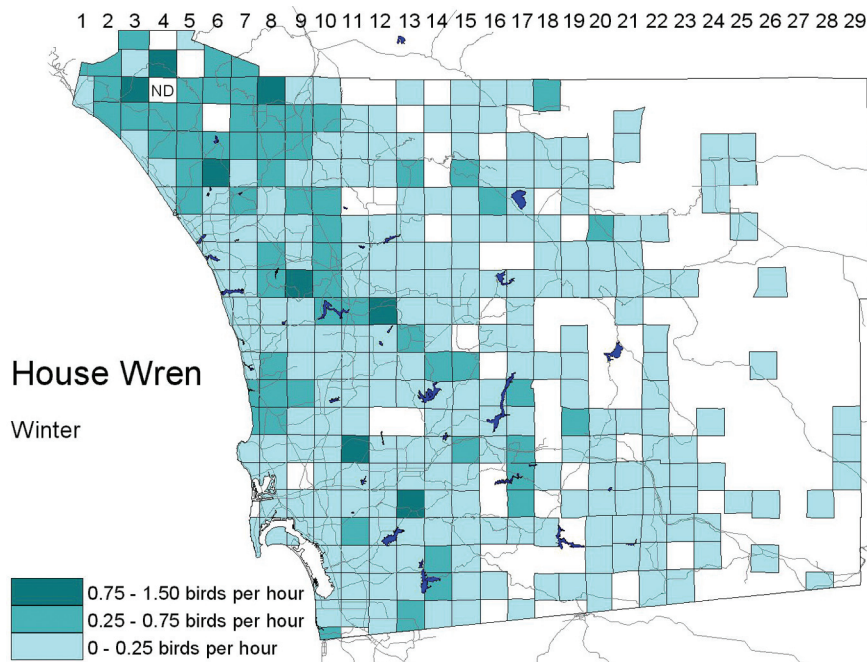 1 2 3 4 5 6 7 8 9 10 11 12 13 14 15 16 17 18 19 20 21 22 23 24 25 26 27 28 29
ND
House Wren
Winter
0.75 - 1.50 birds per hour
0.25 - 0.75 birds per hour
0 - 0.25 birds per hour